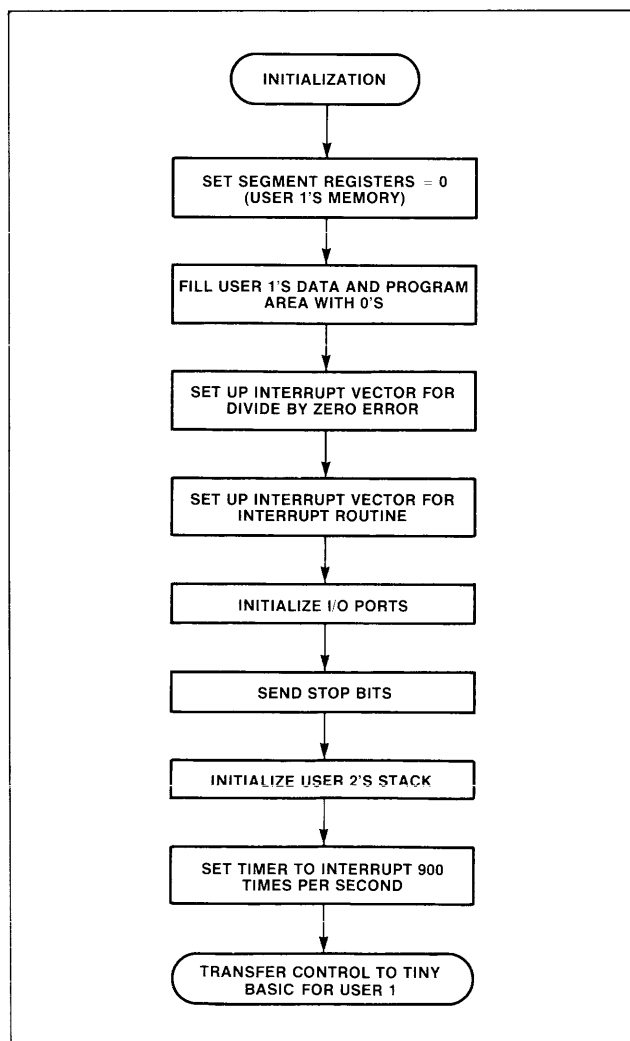 INITIALIZATION
SET SEGMENT REGISTERS = 0
(USER 1'S MEMORY)
FILL USER 1'S DATA AND PROGRAM
AREA WITH 0'S
SET UP INTERRUPT VECTOR FOR
DIVIDE BY ZERO ERROR
SET UP INTERRUPT VECTOR FOR
INTERRUPT ROUTINE
INITIALIZE I/O PORTS
SEND STOP BITS
INITIALIZE USER 2'S STACK
SET TIMER TO INTERRUPT 900
TIMES PER SECOND
TRANSFER CONTROL TO TINY
BASIC FOR USER 1